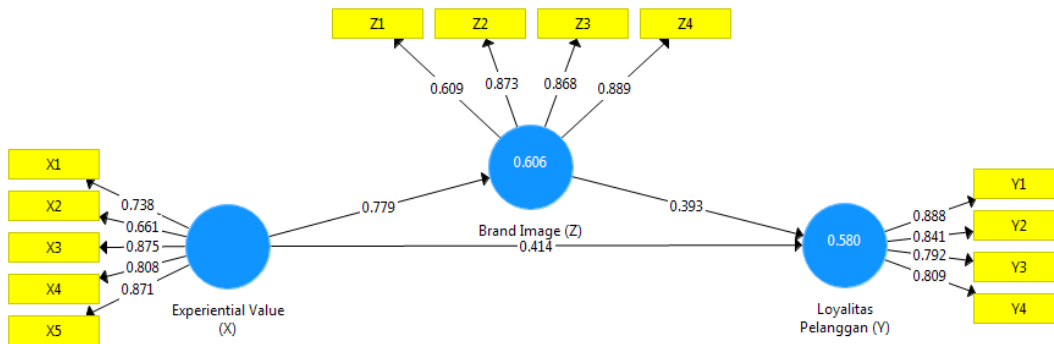 Z1
Z2
Z3
Z4
0.609
0.873
0.868
0.889
0.606
Brand Image (Z)
X1
X2
X3
X4
X5
0.738
0.661
0.875
0.808
0.871
Experiential Value
(X)
0.779
0.414
0.393
0.580
Loyalitas
Pelanggan (Y)
0.888
0.841
0.792
0.809
Y1
Y2
Y3
Y4